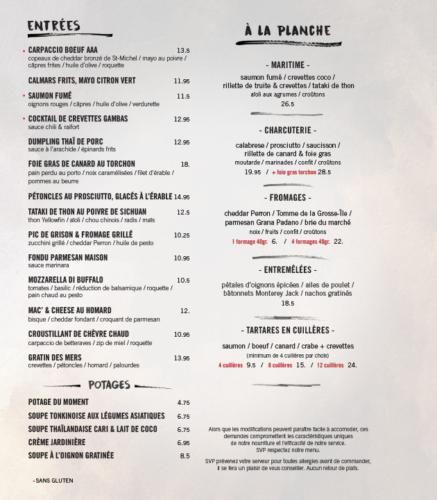 ENTRÉES
• CARPACCIO BOEUF AAA 13.5
copeaux de cheddar bronzé de St-Michel / mayo au poivre /
câpres frites / huile d'olive / roquette
CALMARS FRITS, MAYO CITRON VERT 11.95
• SAUMON FUMÉ 11.5
oignons rouges / câpres / huile d'olive / verdurette
• COCKTAIL DE CREVETTES GAMBAS 12.95
sauce chili & raifort
DUMPLING THAÏ DE PORC 12.95
sauce à l'arachide / épinards frits
FOIE GRAS DE CANARD AU TORCHON 18.
pain perdu au porto / noix caramélisées / filet d'érable /
pommes au beurre
PÉTONCLES AU PROSCIUTTO, GLACÉS À L'ÉRABLE 14.95
TATAKI DE THON AU POIVRE DE SICHUAN 12.5
thon Yellowfin / aïoli / chou chinois / radis / mats
PIC DE GRISON & FROMAGE GRILLÉ 10.25
zucchini grillé / cheddar Perron / huile de pesto
FONDU PARMESAN MAISON 10.95
sauce marinara
MOZZARELLA DI BUFFALO 10.5
tomates / basilic / réduction de balsamique / roquette /
pain chaud au pesto
MAC' & CHEESE AU HOMARD 12.
bisque / cheddar fondant / croquant de parmesan
CROUSTILLANT DE CHÈVRE CHAUD 10.95
carpaccio de betteraves / zip de miel / roquette
GRATIN DES MERS 13.95
crevettes / pétoncles / homard / palourdes
POTAGES
POTAGE DU MOMENT 4.75
SOUPE TONKINOISE AUX LÉGUMES ASIATIQUES 6.75
SOUPE THAÏLANDAISE CARI & LAIT DE COCO 6.75
CRÈME JARDINIÈRE 6.95
SOUPE À L'OIGNON GRATINÉE 8.5
• SANS GLUTEN
À LA PLANCHE
- MARITIME -
saumon fumé / crevettes coco /
rillette de truite & crevettes / tataki de thon
aïoli aux agrumes / croûtons
26.5
- CHARCUTERIE -
calabrese / prosciutto / saucisson /
rillette de canard & foie gras
moutarde / marinades / confit / croûtons
19.95 / + foie gras torchon 28.5
- FROMAGES -
cheddar Perron / Tomme de la Grosse-Île /
parmesan Grana Padano / brie du marché
noix / fruits / confit / croûtons
1 formage 40gr. 6. / 4 formages 40gr. 22.
- ENTREMÊLÉES -
pétales d'oignons épicées / ailes de poulet /
bâtonnets Monterey Jack / nachos gratinés
18.5
- TARTARES EN CUILLÈRES -
saumon / boeuf / canard / crabe + crevettes
(minimum de 4 cuillères par choix)
4 cuillères 9.5 / 8 cuillères 15. / 12 cuillères 24.
Alors que les modifications peuvent paraître facile à accomoder, ces
demandes compromettent les caractéristiques uniques
de notre nourriture et l'efficacité de notre service.
SVP respectez notre menu.
SVP prévenez votre serveur pour toutes allergies avant de commander,
il se fera un plaisir de vous conseiller. Aucun retour de plats.